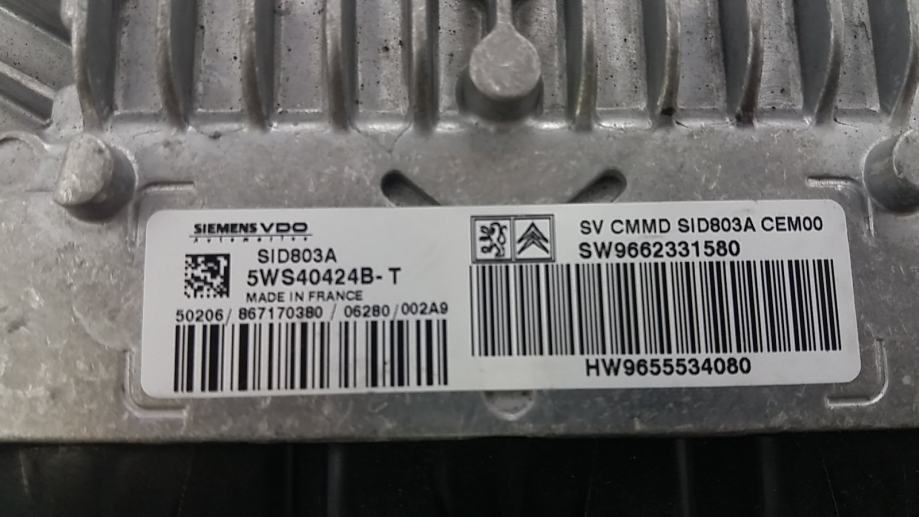 SIEMENS VDO
Automotive
SID803A
5WS40424B-T
MADE IN FRANCE
50206/867170380/06280/002A9
SV CMMD SID803A CEM00
SW9662331580
HW9655534080